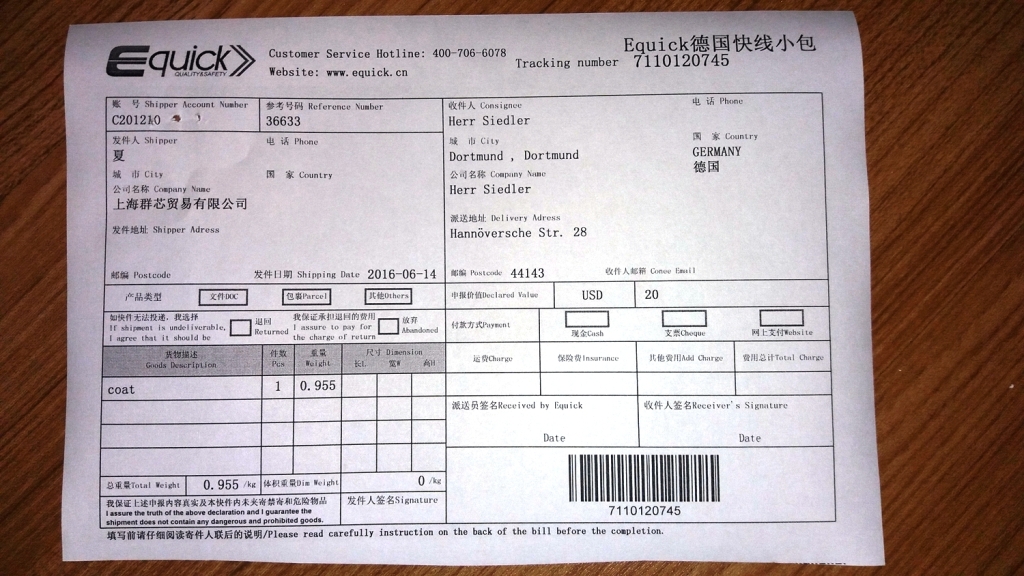 Equick
QUALITY&SAFETY
Customer Service Hotline: 400-706-6078
Website: www.equick.cn
Equick德国快线小包
Tracking number 7110120745
账 号 Shipper Account Number
参考号码 Reference Number
36633
发件人 Shipper
电 话 Phone
夏
城 市 City
国 家 Country
公司名称 Company Name
上海群芯贸易有限公司
发件地址 Shipper Adress
邮编 Postcode
发件日期 Shipping Date 2016-06-14
收件人 Consignee
电 话 Phone
Herr Siedler
城 市 City
国 家 Country
Dortmund , Dortmund
GERMANY
德国
公司名称 Company Name
Herr Siedler
派送地址 Delivery Adress
Hannöversche Str. 28
邮编 Postcode 44143
收件人邮箱 Conee Email
产品类型
文件DOC
包裹Parcel
其他Others
申报价值Declared Value
USD
20
如快件无法投递，我选择
If shipment is undeliverable,
I agree that it should be
退回
Returned
我保证承担退回的费用
I assure to pay for
the charge of return
放弃
Abandoned
付款方式Payment
现金Cash
支票Cheque
网上支付Website
货物描述
Goods Description
件数
Pcs
重量
Weight
尺寸 Dimension
长L
宽W
高H
运费Charge
保险费Insurance
其他费用Add Charge
费用总计Total Charge
coat
1
0.955
派送员签名Received by Equick
Date
收件人签名Receiver's Signature
Date
总重量Total Weight
0.955 /kg
体积重量Dim Weight
0 /kg
我保证上述申报内容真实及本快件内未夹寄禁寄和危险物品
I assure the truth of the above declaration and I guarantee the
shipment does not contain any dangerous and prohibited goods.
发件人签名Signature
7110120745
填写前请仔细阅读寄件人联后的说明/Please read carefully instruction on the back of the bill before the completion.